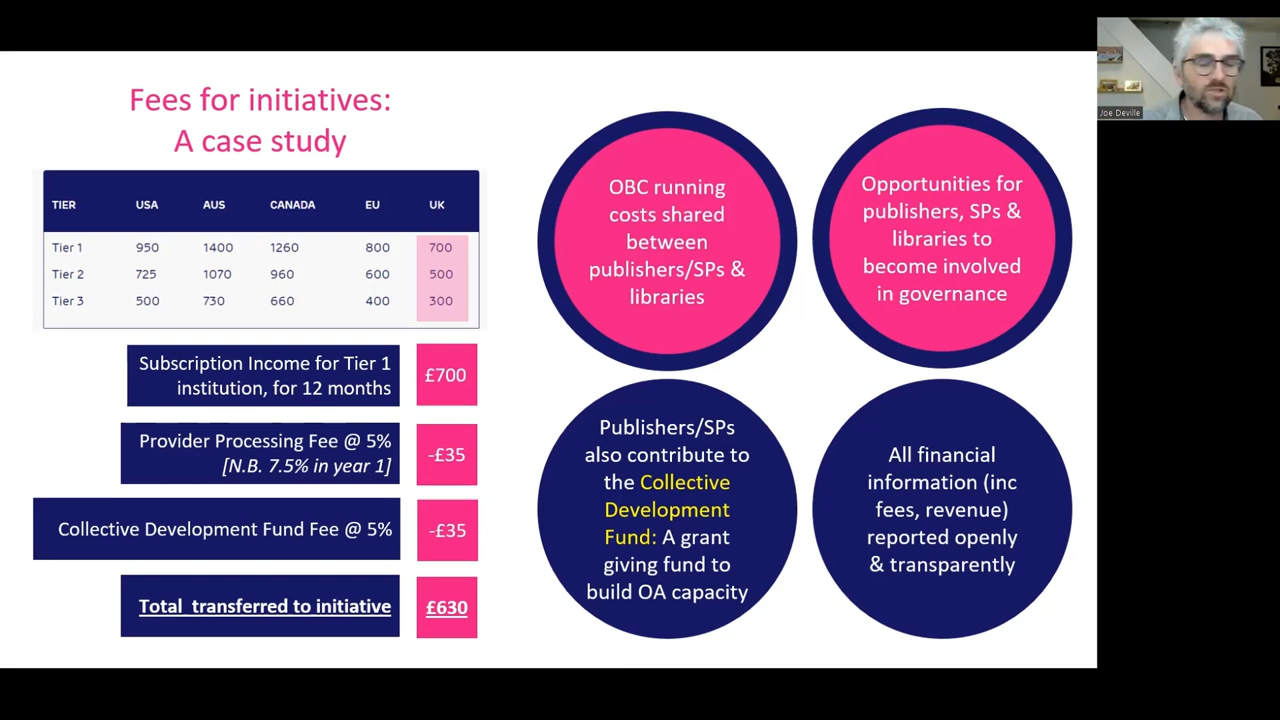 Fees for initiatives:
A case study
TIER USA AUS CANADA EU UK
Tier 1 950 1400 1260 800 700
Tier 2 725 1070 960 600 500
Tier 3 500 730 660 400 300
Subscription Income for Tier 1
institution, for 12 months
£700
Provider Processing Fee @ 5%
[N.B. 7.5% in year 1]
-£35
Collective Development Fund Fee @ 5%
-£35
Total transferred to initiative
£630
OBC running
costs shared
between
publishers/SPs &
libraries
Opportunities for
publishers, SPs &
libraries to
become involved
in governance
Publishers/SPs
also contribute to
the Collective
Development
Fund: A grant
giving fund to
build OA capacity
All financial
information (inc
fees, revenue)
reported openly
& transparently
Joe Deville